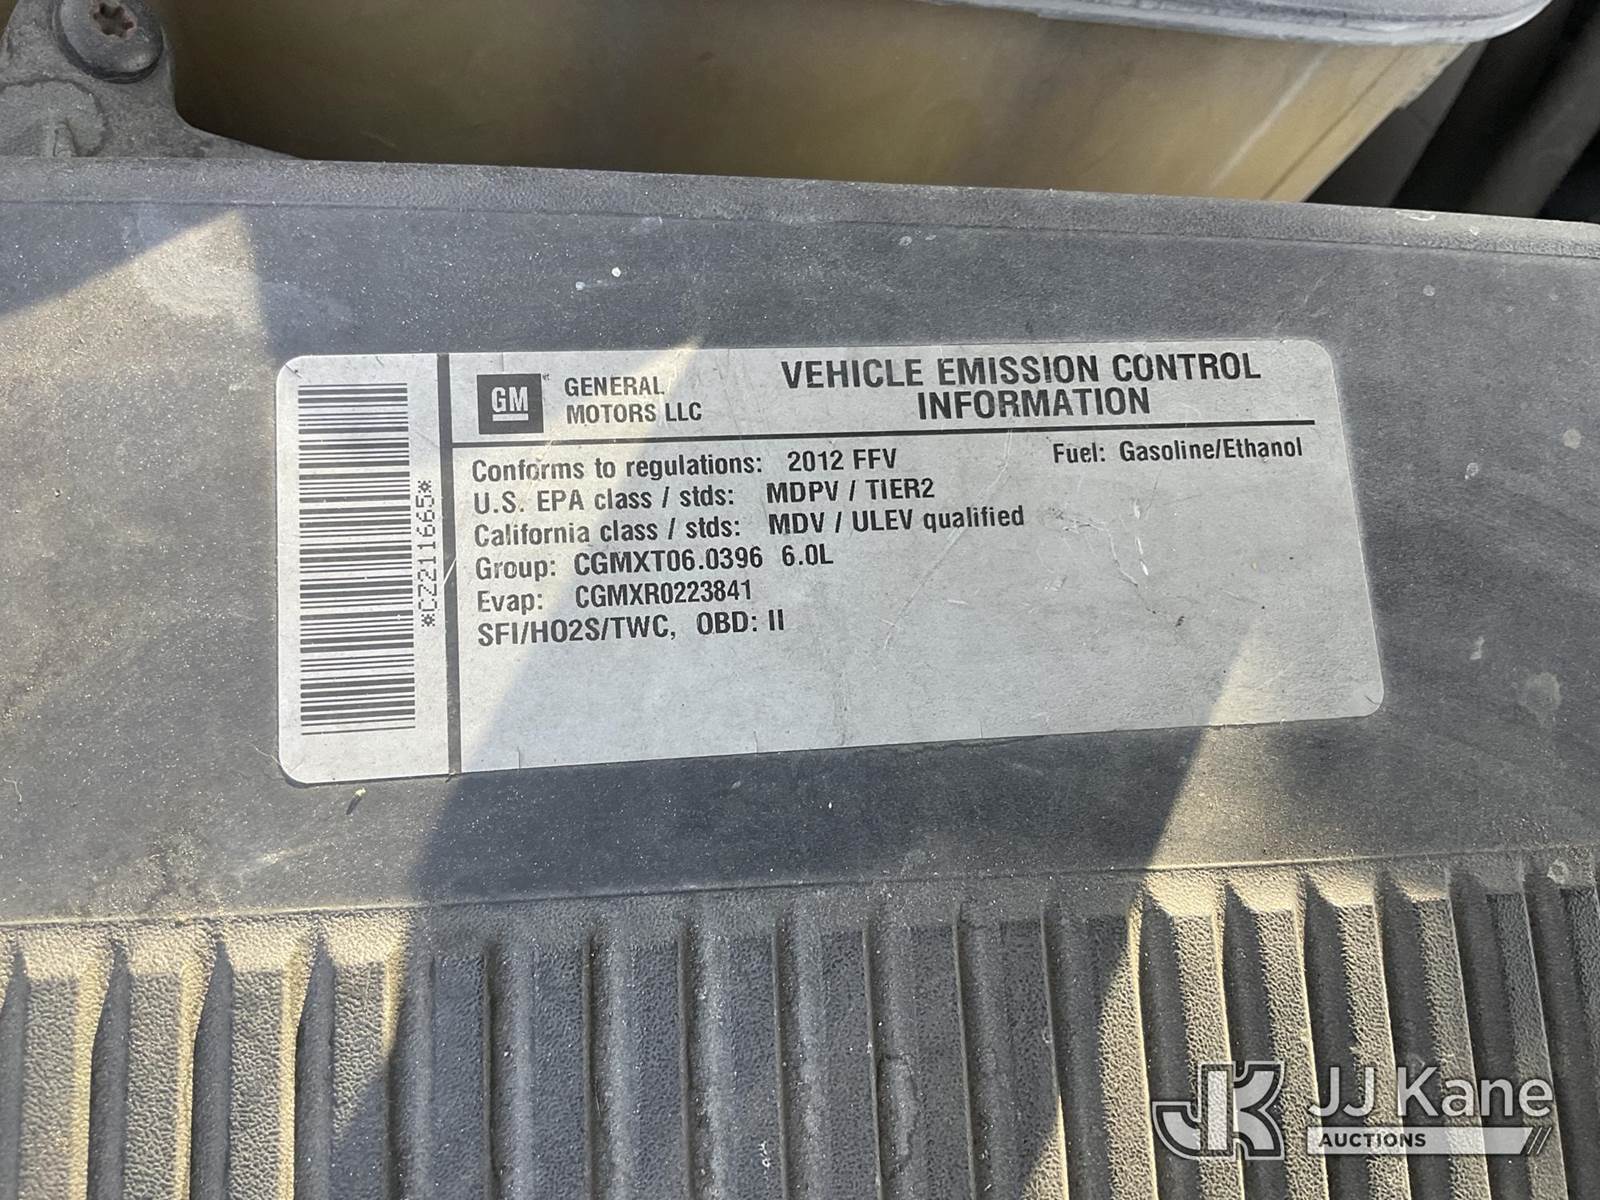 GM GENERAL MOTORS LLC
VEHICLE EMISSION CONTROL
INFORMATION
Conforms to regulations: 2012 FFV Fuel: Gasoline/Ethanol
U.S. EPA class / stds: MDPV / TIER2
California class / stds: MDV / ULEV qualified
Group: CGMXT06.0396 6.0L
Evap: CGMXR0223841
SFI/HO2S/TWC, OBD: II
*CZ211665*
JK JJ Kane
AUCTIONS